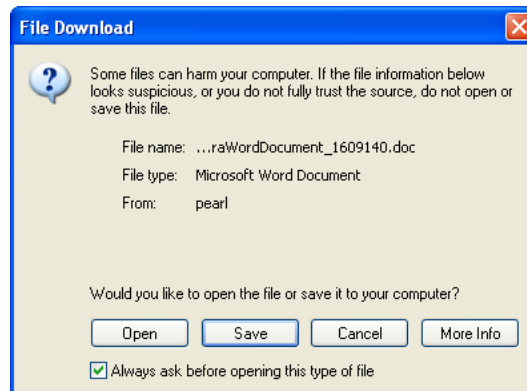 File Download
Some files can harm your computer. If the file information below
looks suspicious, or you do not fully trust the source, do not open or
save this file.
File name: ...raWordDocument_1609140.doc
File type: Microsoft Word Document
From: pearl
Would you like to open the file or save it to your computer?
Open Save Cancel More Info
Always ask before opening this type of file